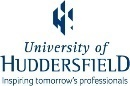 University of
HUDDERSFIELD
Inspiring tomorrow's professionals